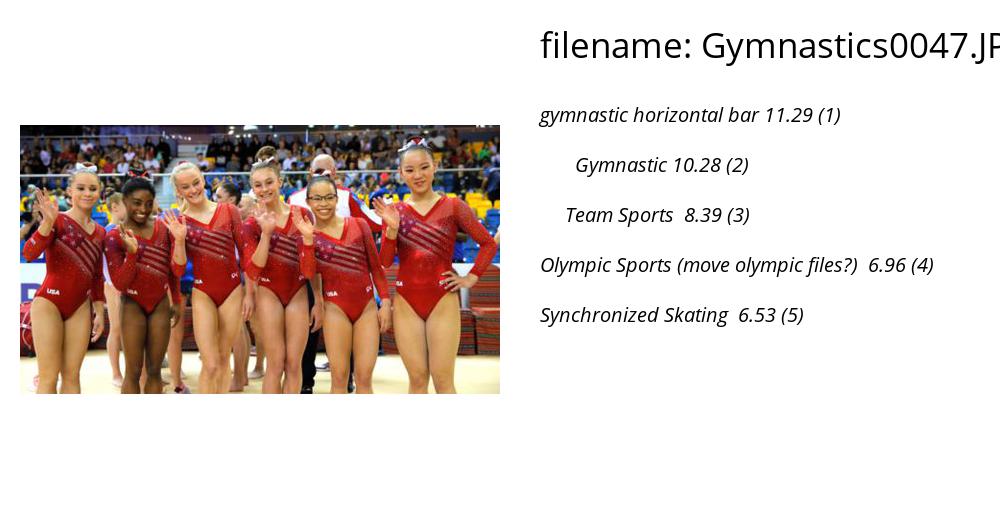 filename: Gymnastics0047.JP
gymnastic horizontal bar 11.29 (1)
Gymnastic 10.28 (2)
Team Sports 8.39 (3)
Olympic Sports (move olympic files?) 6.96 (4)
Synchronized Skating 6.53 (5)
USA
USA
USA
USA
USA